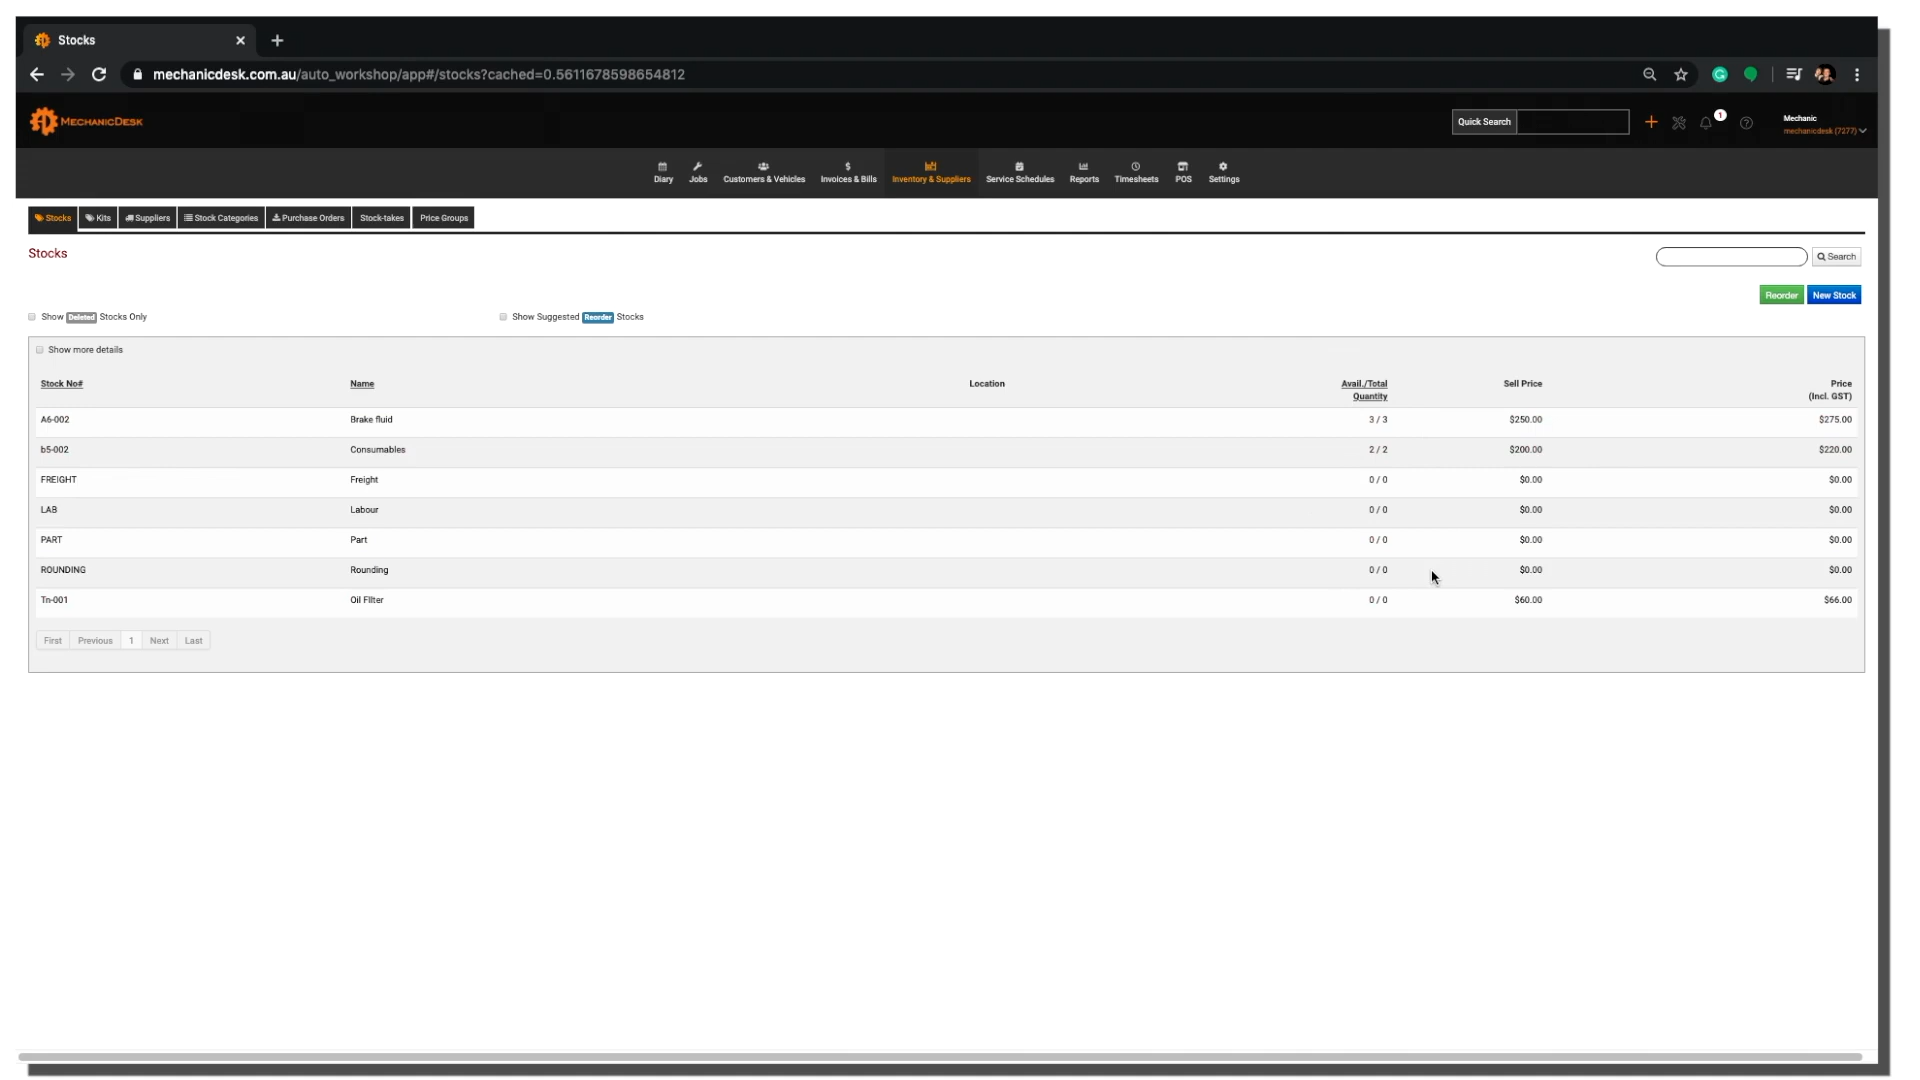 Stocks
mechanicdesk.com.au/auto_workshop/app#/stocks?cached=0.5611678598654812
MECHANICDESK
Quick Search
1
Mechanic
mechanicdesk (7277)
Diary Jobs Customers & Vehicles Invoices & Bills Inventory & Suppliers Service Schedules Reports Timesheets POS Settings
Stocks Kits Suppliers Stock Categories Purchase Orders Stock-takes Price Groups
Stocks
Search
Reorder New Stock
Show Deleted Stocks Only Show Suggested Reorder Stocks
Show more details
Stock No# Name Location Avail./Total Quantity Sell Price Price (Incl. GST)
A6-002 Brake fluid 3 / 3 $250.00 $275.00
b5-002 Consumables 2 / 2 $200.00 $220.00
FREIGHT Freight 0 / 0 $0.00 $0.00
LAB Labour 0 / 0 $0.00 $0.00
PART Part 0 / 0 $0.00 $0.00
ROUNDING Rounding 0 / 0 $0.00 $0.00
Tn-001 Oil FIlter 0 / 0 $60.00 $66.00
First Previous 1 Next Last